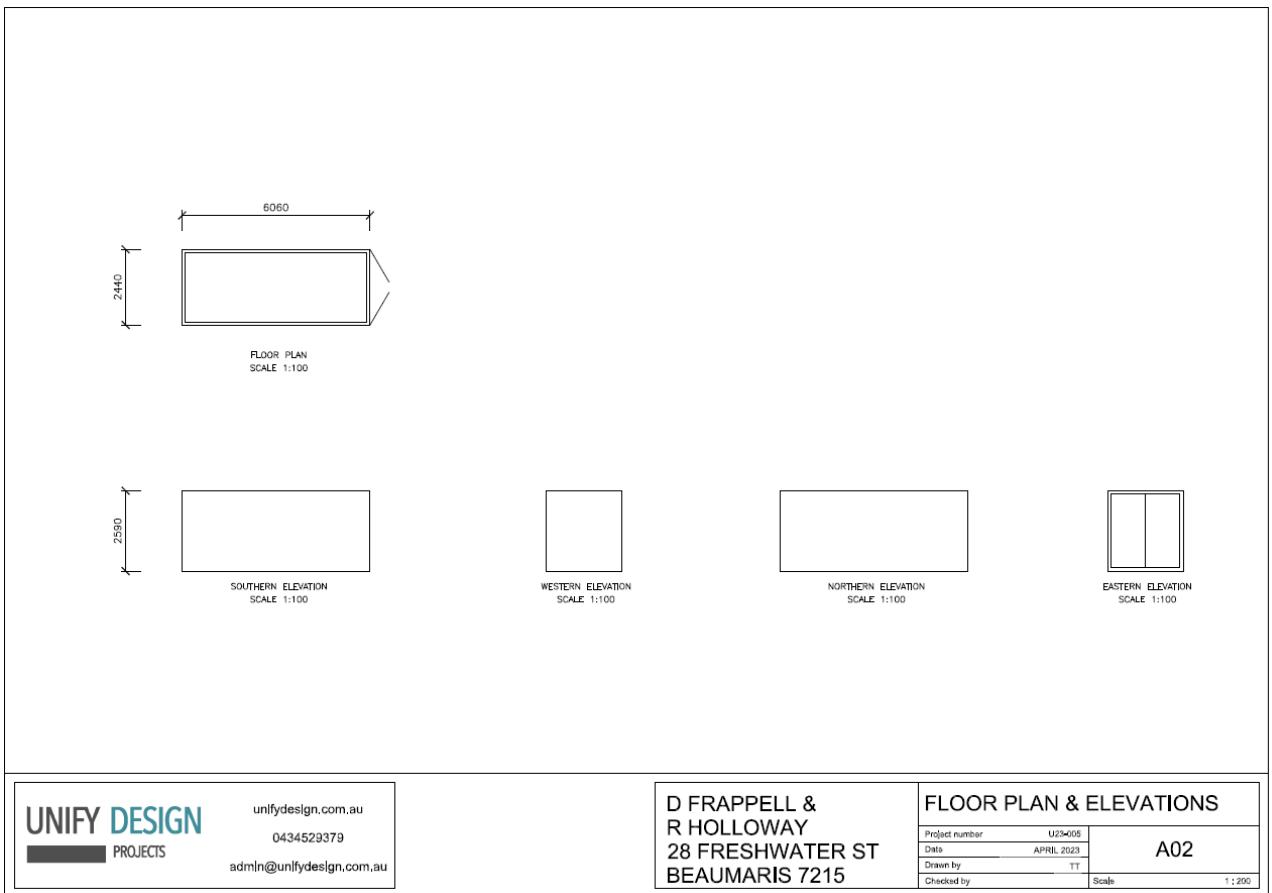 6060
2440
FLOOR PLAN
SCALE 1:100
2590
SOUTHERN ELEVATION
SCALE 1:100
WESTERN ELEVATION
SCALE 1:100
NORTHERN ELEVATION
SCALE 1:100
EASTERN ELEVATION
SCALE 1:100
UNIFY DESIGN
PROJECTS
unifydesign.com.au
0434529379
admin@unifydesign.com.au
D FRAPPELL &
R HOLLOWAY
28 FRESHWATER ST
BEAUMARIS 7215
FLOOR PLAN & ELEVATIONS
Project number U23-005
Date APRIL 2023
Drawn by TT
Checked by
A02
Scale 1 : 200